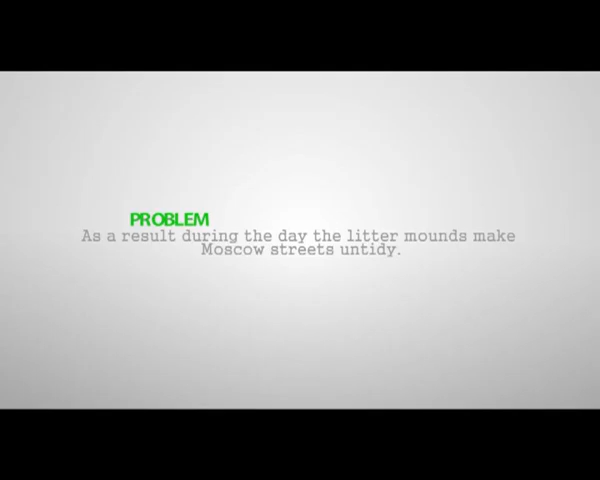 PROBLEM
As a result during the day the litter mounds make
Moscow streets untidy.